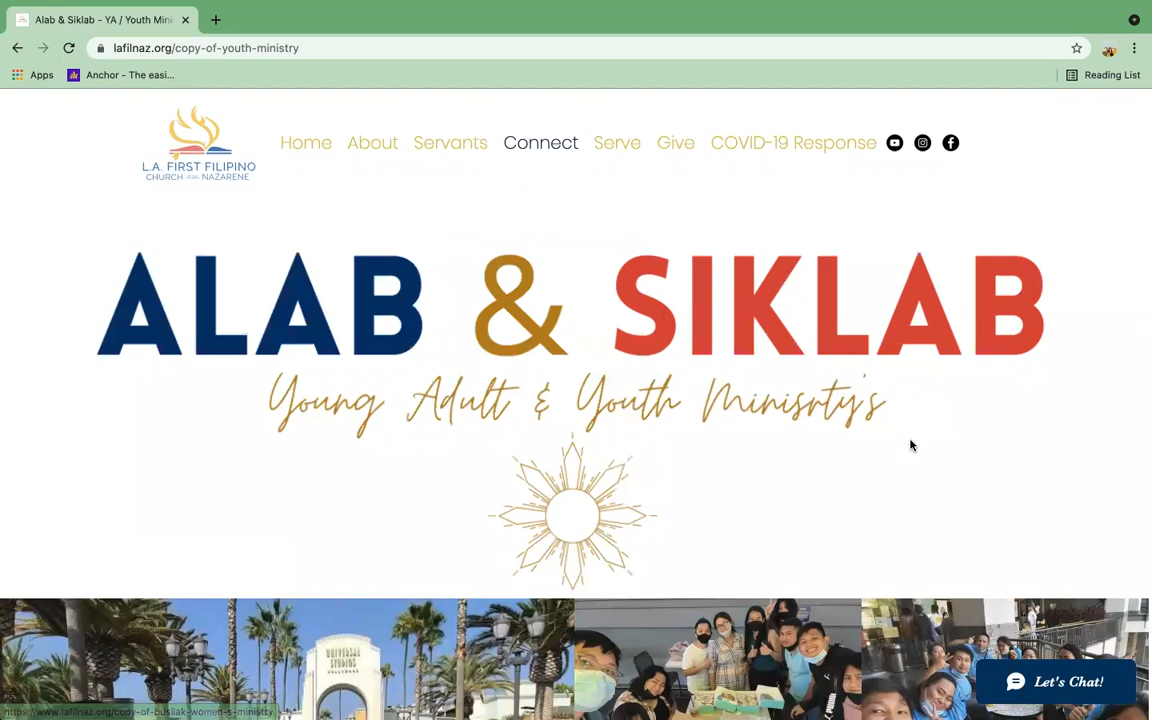 Alab & Siklab - YA / Youth Mini
lafilnaz.org/copy-of-youth-ministry
Apps
Anchor - The easi...
Reading List
L.A. FIRST FILIPINO
CHURCH OF THE NAZARENE
Home About Servants Connect Serve Give COVID-19 Response
ALAB & SIKLAB
Young Adult & Youth Minisrty's
UNIVERSAL
STUDIOS
HOLLYWOOD
Let's Chat!
https://www.lafilnaz.org/copy-of-busilak-women-s-ministry